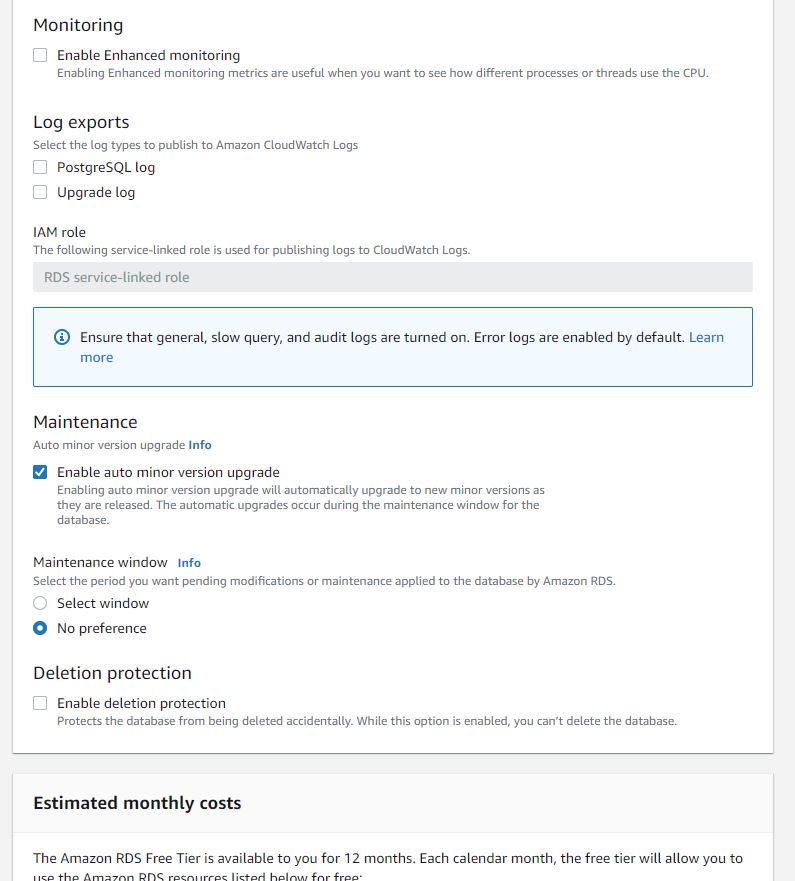 Monitoring
Enable Enhanced monitoring
Enabling Enhanced monitoring metrics are useful when you want to see how different processes or threads use the CPU.
Log exports
Select the log types to publish to Amazon CloudWatch Logs
PostgreSQL log
Upgrade log
IAM role
The following service-linked role is used for publishing logs to CloudWatch Logs.
RDS service-linked role
Ensure that general, slow query, and audit logs are turned on. Error logs are enabled by default. Learn
more
Maintenance
Auto minor version upgrade Info
Enable auto minor version upgrade
Enabling auto minor version upgrade will automatically upgrade to new minor versions as
they are released. The automatic upgrades occur during the maintenance window for the
database.
Maintenance window Info
Select the period you want pending modifications or maintenance applied to the database by Amazon RDS.
Select window
No preference
Deletion protection
Enable deletion protection
Protects the database from being deleted accidentally. While this option is enabled, you can’t delete the database.
Estimated monthly costs
The Amazon RDS Free Tier is available to you for 12 months. Each calendar month, the free tier will allow you to
use the Amazon RDS resources listed below for free: